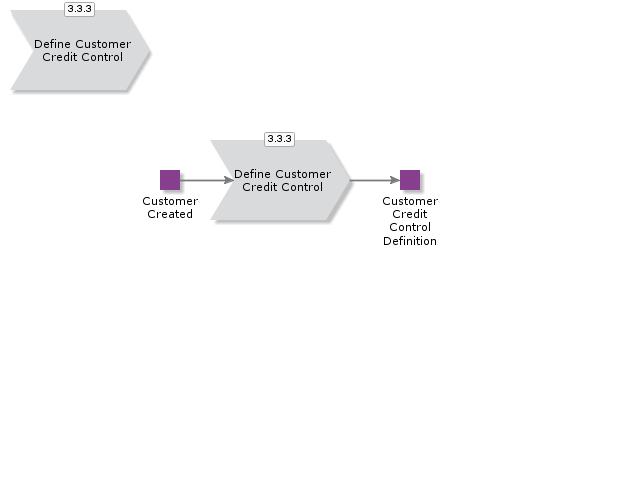 3.3.3
Define Customer
Credit Control
3.3.3
Define Customer
Credit Control
Customer
Created
Customer
Credit
Control
Definition